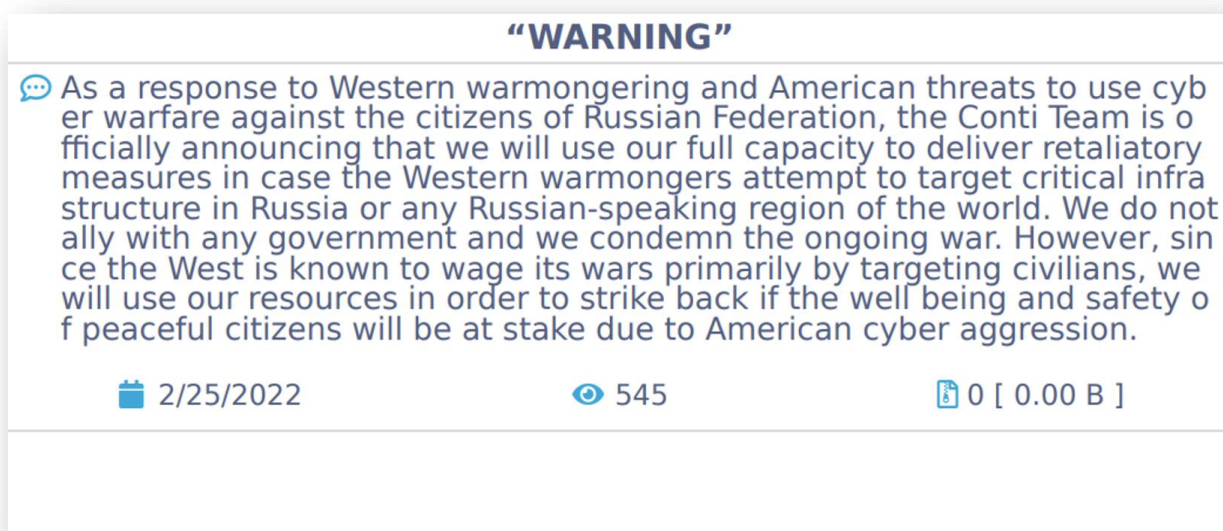 “WARNING”
As a response to Western warmongering and American threats to use cyb
er warfare against the citizens of Russian Federation, the Conti Team is o
fficially announcing that we will use our full capacity to deliver retaliatory
measures in case the Western warmongers attempt to target critical infra
structure in Russia or any Russian-speaking region of the world. We do not
ally with any government and we condemn the ongoing war. However, sin
ce the West is known to wage its wars primarily by targeting civilians, we
will use our resources in order to strike back if the well being and safety o
f peaceful citizens will be at stake due to American cyber aggression.
2/25/2022 545 0 [ 0.00 B ]